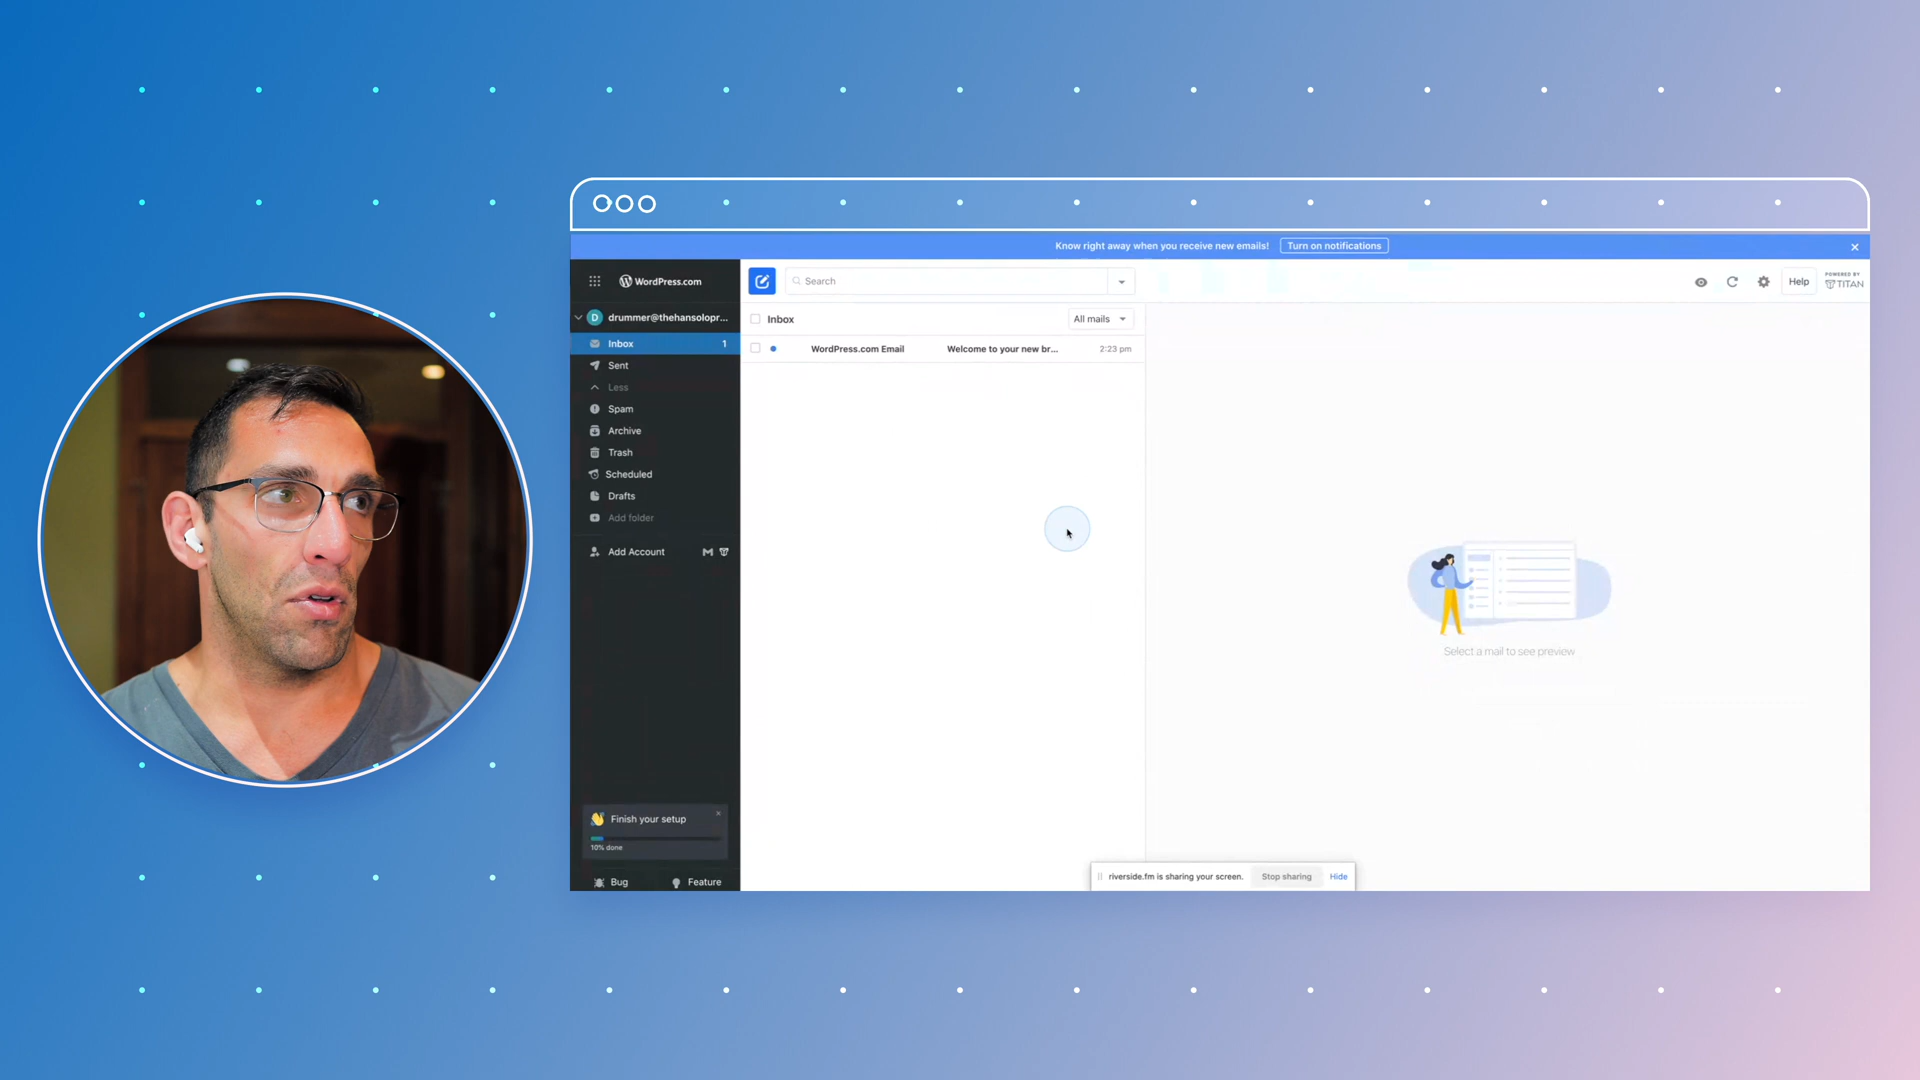 Know right away when you receive new emails! Turn on notifications
WordPress.com
Search
Help
POWERED BY
TITAN
D drummer@thehansolopr...
Inbox 1
Sent
Less
Spam
Archive
Trash
Scheduled
Drafts
Add folder
Add Account
Inbox
All mails
WordPress.com Email Welcome to your new br... 2:23 pm
Select a mail to see preview
Finish your setup
10% done
Bug
Feature
riverside.fm is sharing your screen. Stop sharing Hide